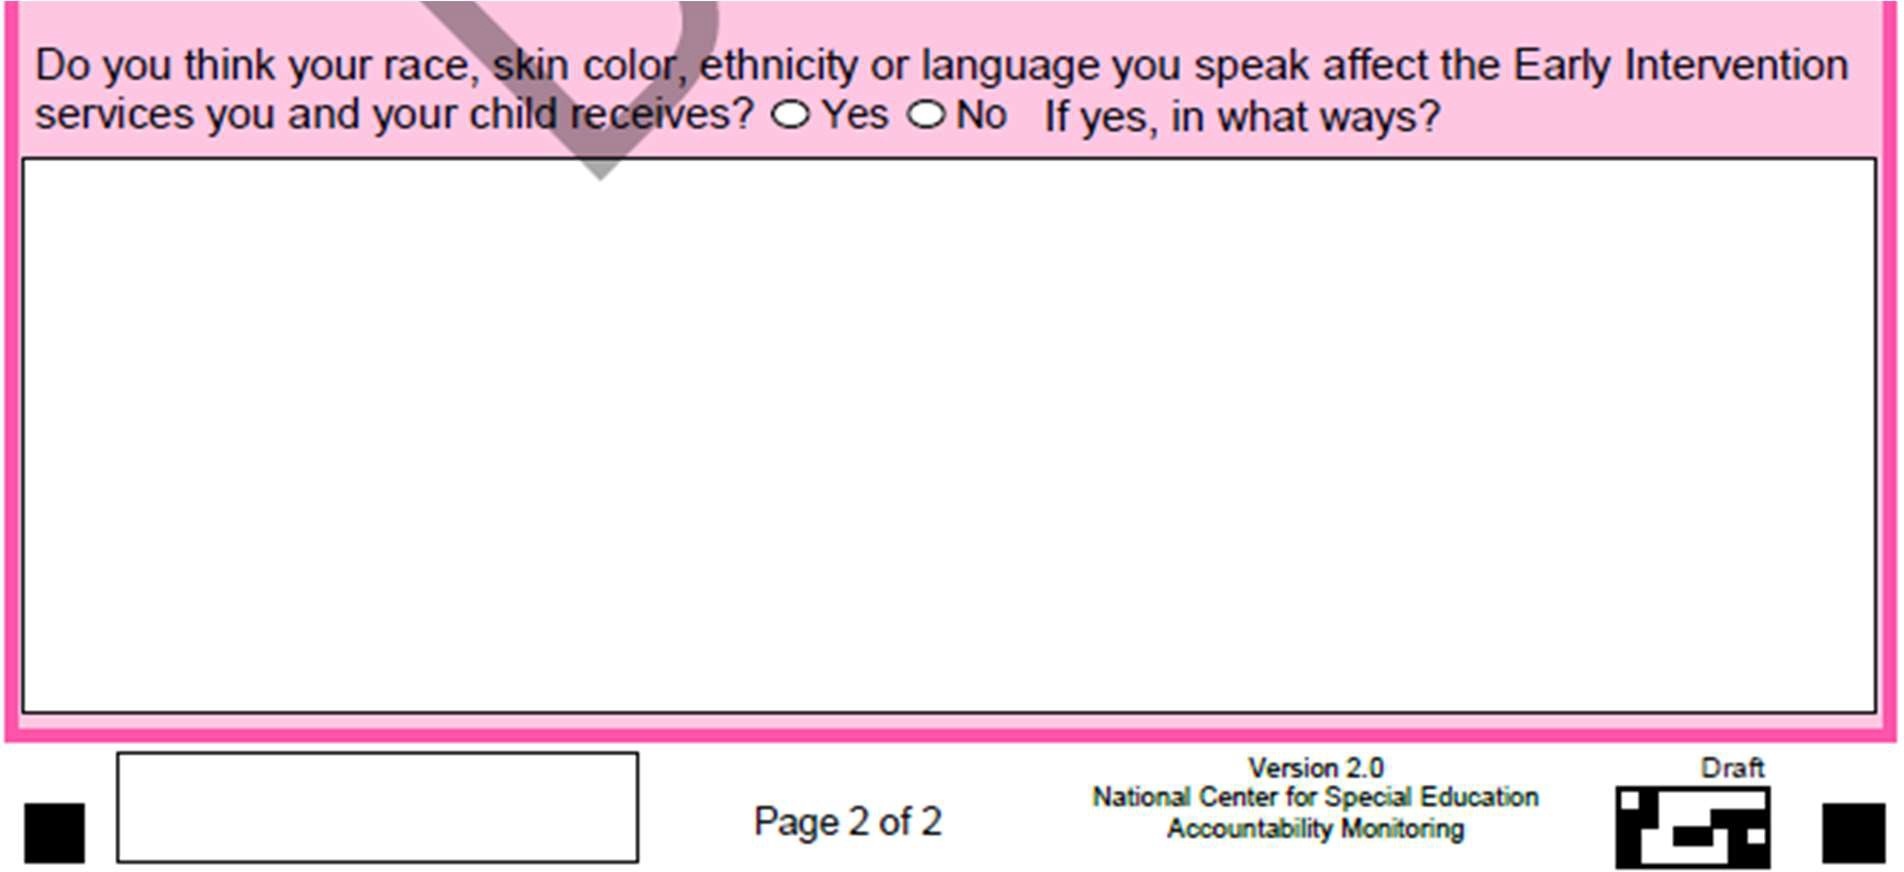 Do you think your race, skin color, ethnicity or language you speak affect the Early Intervention
services you and your child receives? Yes No If yes, in what ways?
Draft
Version 2.0
National Center for Special Education
Accountability Monitoring
Page 2 of 2